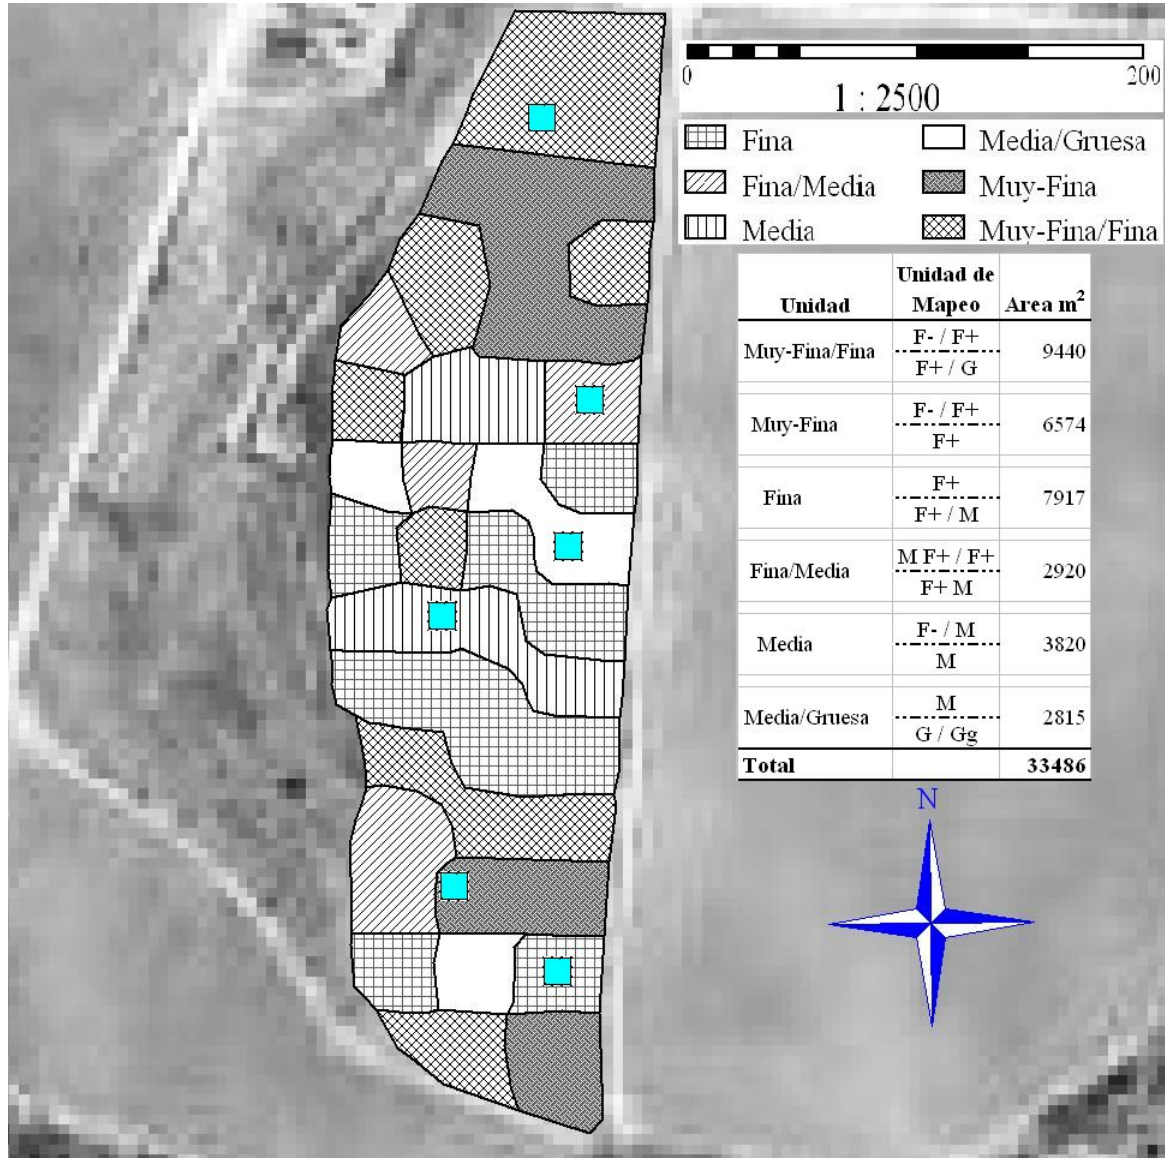 0 200
1 : 2500
Fina Media/Gruesa
Fina/Media Muy-Fina
Media Muy-Fina/Fina
Unidad Unidad de Mapeo Area m²
Muy-Fina/Fina F- / F+ 9440
F+ / G
Muy-Fina F- / F+ 6574
F+
Fina F+ 7917
F+ / M
Fina/Media M F+ / F+ 2920
F+ M
Media F- / M 3820
M
Media/Gruesa M 2815
G / Gg
Total 33486
N